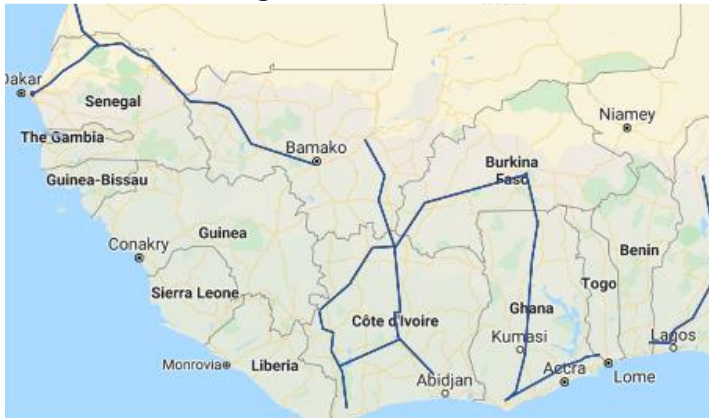 Dakar
Senegal
The Gambia
Guinea-Bissau
Bamako
Burkina
Faso
Niamey
Guinea
Conakry
Sierra Leone
Benin
Togo
Ghana
Côte d'Ivoire
Kumasi
Lagos
Monrovia
Liberia
Abidjan
Accra
Lome